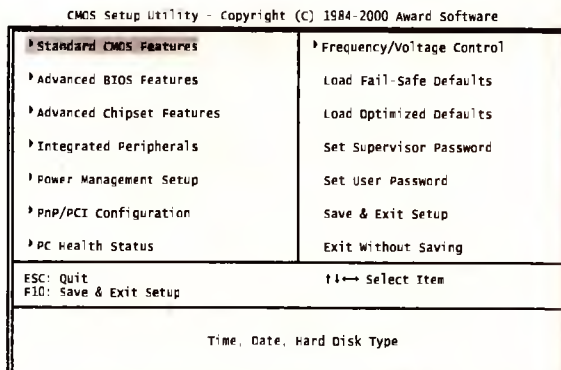 CMOS Setup Utility - Copyright (C) 1984-2000 Award Software
‣Standard CMOS Features
‣Advanced BIOS Features
‣Advanced Chipset Features
‣Integrated Peripherals
‣Power Management Setup
‣PnP/PCI Configuration
‣PC Health Status
‣Frequency/Voltage Control
Load Fail-Safe Defaults
Load Optimized Defaults
Set Supervisor Password
Set User Password
Save & Exit Setup
Exit Without Saving
ESC: Quit
F10: Save & Exit Setup
↑↓←→ Select Item
Time, Date, Hard Disk Type